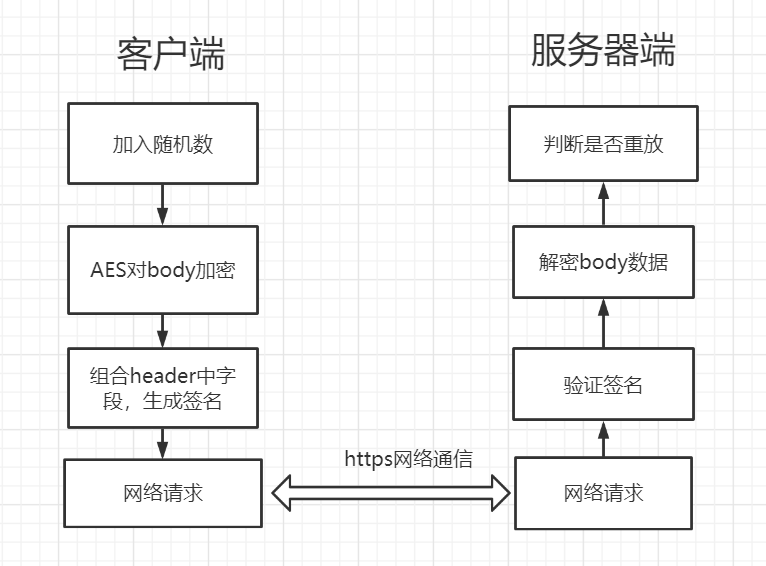 客户端
加入随机数
AES对body加密
组合header中字
段，生成签名
网络请求
https网络通信
服务器端
判断是否重放
解密body数据
验证签名
网络请求